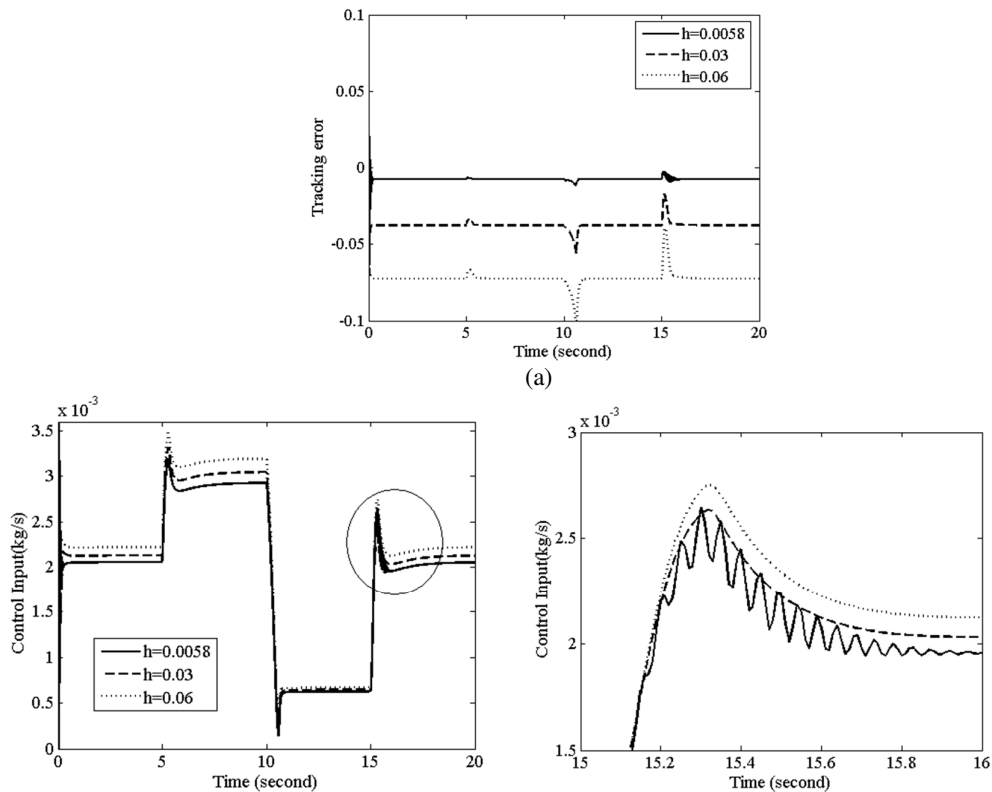 0.1
0.05
0
-0.05
-0.1
Tracking error
h=0.0058
h=0.03
h=0.06
0 5 10 15 20
Time (second)
(a)
x 10-3
3.5
3
2.5
2
1.5
1
0.5
0
Control Input(kg/s)
h=0.0058
h=0.03
h=0.06
0 5 10 15 20
Time (second)
x 10-3
3
2.5
2
1.5
Control Input(kg/s)
15 15.2 15.4 15.6 15.8 16
Time (second)